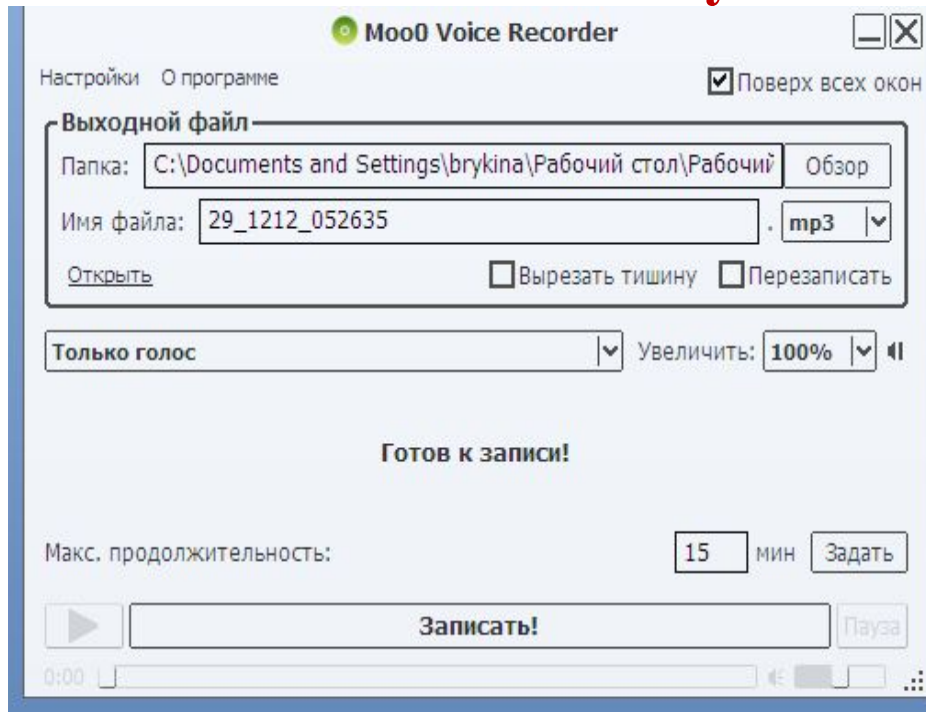 Moo0 Voice Recorder
Настройки О программе
Поверх всех окон
Выходной файл
Папка: C:\Documents and Settings\brykina\Рабочий стол\Рабочий Обзор
Имя файла: 29_1212_052635 . mp3
Открыть Вырезать тишину Перезаписать
Только голос Увеличить: 100%
Готов к записи!
Макс. продолжительность: 15 мин Задать
Записать! Пауза
0:00